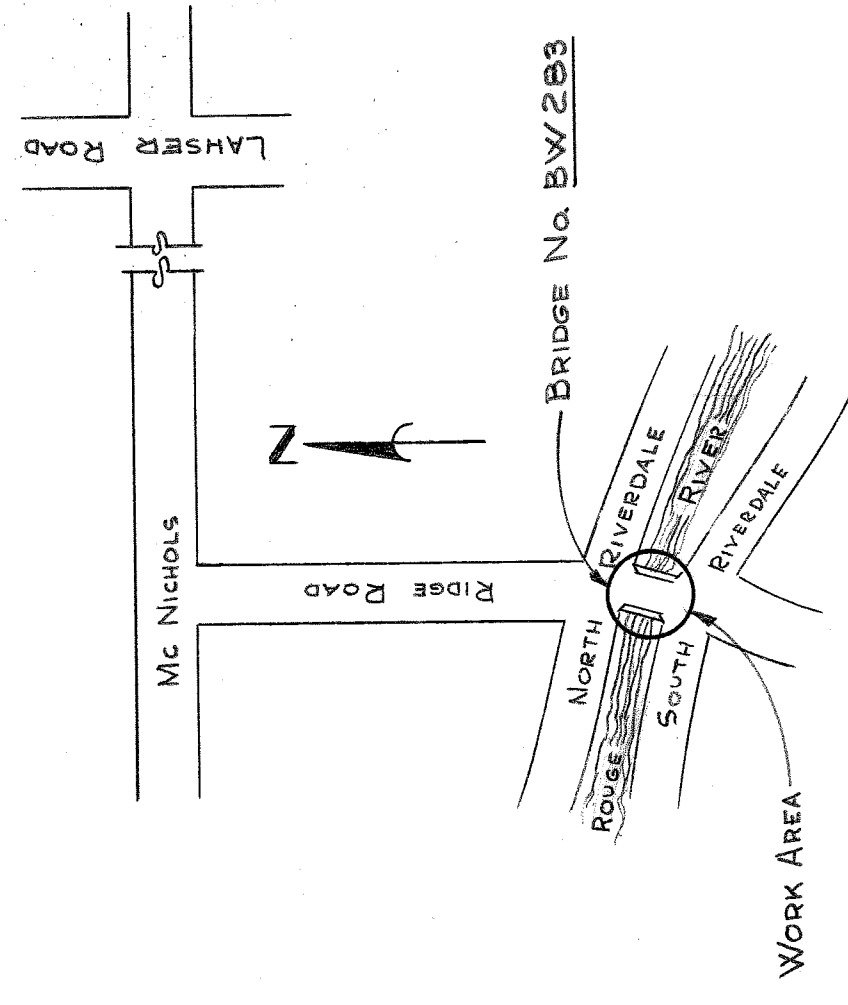 LAHSER ROAD
Mc NICHOLS
N
BRIDGE No. BW 2B3
RIDGE ROAD
NORTH RIVERDALE
ROUGE RIVER
SOUTH RIVERDALE
WORK AREA